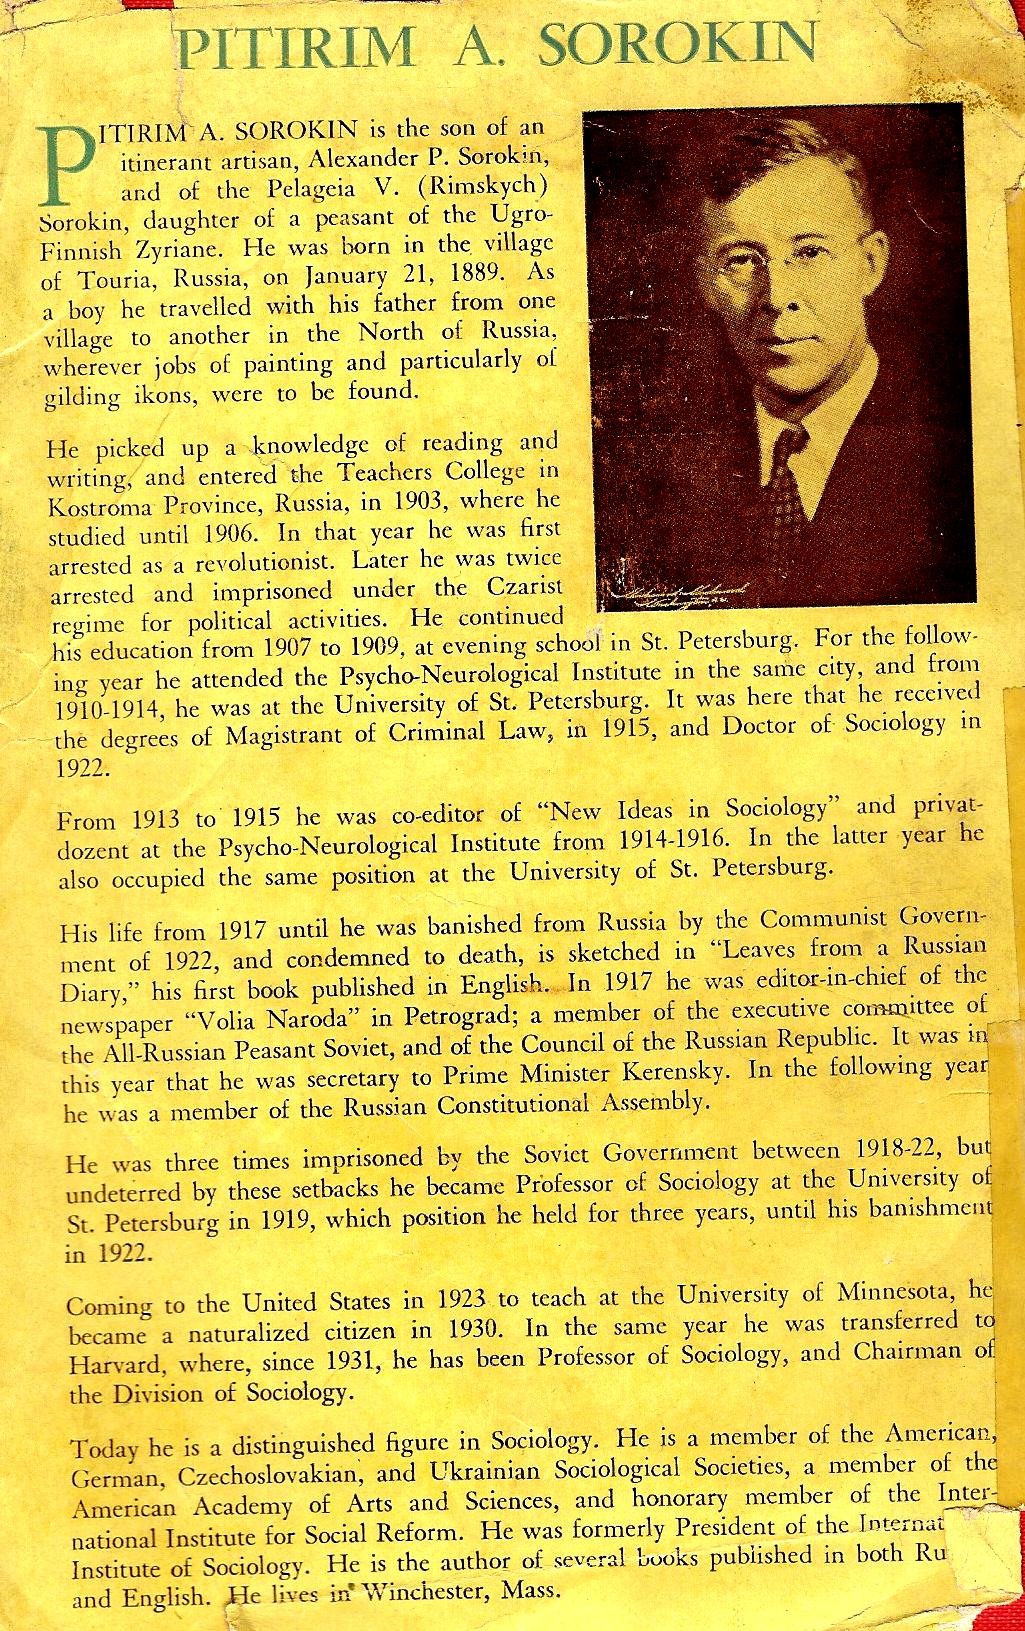 PITIRIM A. SOROKIN
PITIRIM A. SOROKIN is the son of an
itinerant artisan, Alexander P. Sorokin,
and of the Pelageia V. (Rimskych)
Sorokin, daughter of a peasant of the Ugro-
Finnish Zyriane. He was born in the village
of Touria, Russia, on January 21, 1889. As
a boy he travelled with his father from one
village to another in the North of Russia,
wherever jobs of painting and particularly of
gilding ikons, were to be found.
He picked up a knowledge of reading and
writing, and entered the Teachers College in
Kostroma Province, Russia, in 1903, where he
studied until 1906. In that year he was first
arrested as a revolutionist. Later he was twice
arrested and imprisoned under the Czarist
regime for political activities. He continued
his education from 1907 to 1909, at evening school in St. Petersburg. For the follow-
ing year he attended the Psycho-Neurological Institute in the same city, and from
1910-1914, he was at the University of St. Petersburg. It was here that he received
the degrees of Magistrant of Criminal Law, in 1915, and Doctor of Sociology in
1922.
From 1913 to 1915 he was co-editor of "New Ideas in Sociology" and privat-
dozent at the Psycho-Neurological Institute from 1914-1916. In the latter year he
also occupied the same position at the University of St. Petersburg.
His life from 1917 until he was banished from Russia by the Communist Govern-
ment of 1922, and condemned to death, is sketched in "Leaves from a Russian
Diary," his first book published in English. In 1917 he was editor-in-chief of the
newspaper "Volia Naroda" in Petrograd; a member of the executive committee of
the All-Russian Peasant Soviet, and of the Council of the Russian Republic. It was in
this year that he was secretary to Prime Minister Kerensky. In the following year
he was a member of the Russian Constitutional Assembly.
He was three times imprisoned by the Soviet Government between 1918-22, but
undeterred by these setbacks he became Professor of Sociology at the University of
St. Petersburg in 1919, which position he held for three years, until his banishment
in 1922.
Coming to the United States in 1923 to teach at the University of Minnesota, he
became a naturalized citizen in 1930. In the same year he was transferred to
Harvard, where, since 1931, he has been Professor of Sociology, and Chairman of
the Division of Sociology.
Today he is a distinguished figure in Sociology. He is a member of the American,
German, Czechoslovakian, and Ukrainian Sociological Societies, a member of the
American Academy of Arts and Sciences, and honorary member of the Inter-
national Institute for Social Reform. He was formerly President of the Internat
Institute of Sociology. He is the author of several books published in both Ru
and English. He lives in Winchester, Mass.